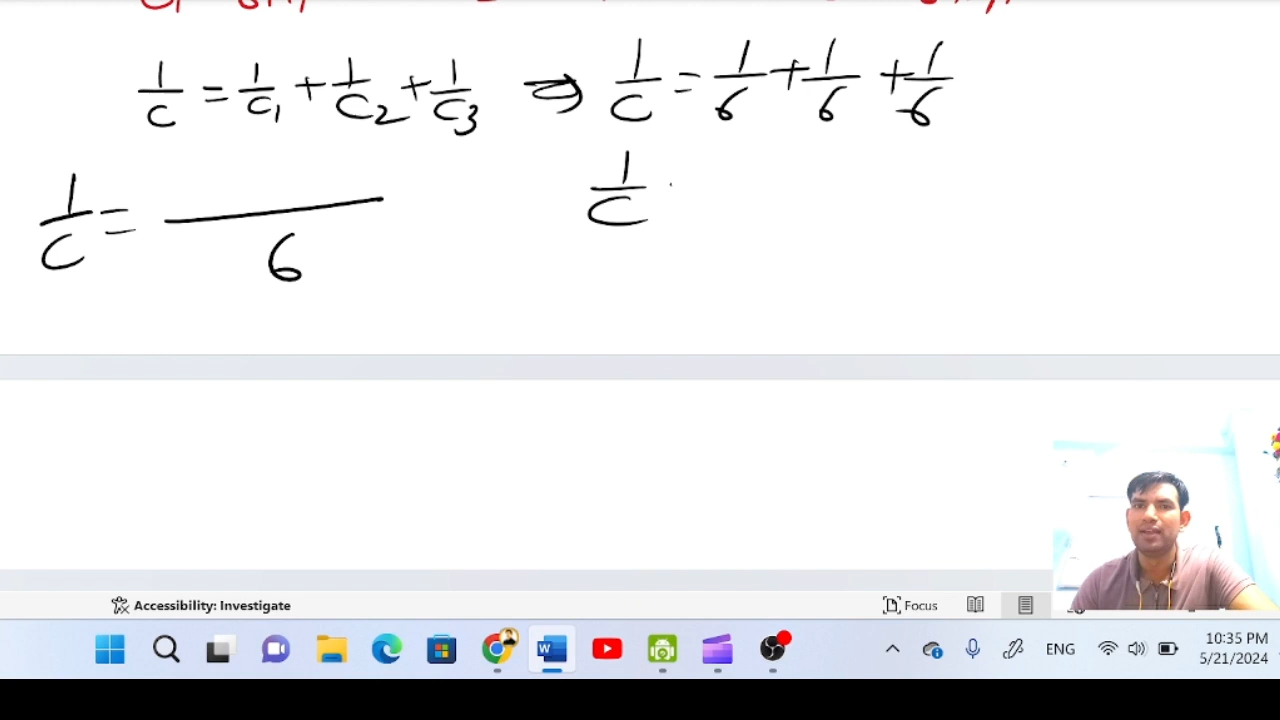 1/C = 1/C₁ + 1/C₂ + 1/C₃ ⇒ 1/C = 1/6 + 1/6 + 1/6
1/C = —/6
1/C
Accessibility: Investigate
Focus
ENG
10:35 PM
5/21/2024